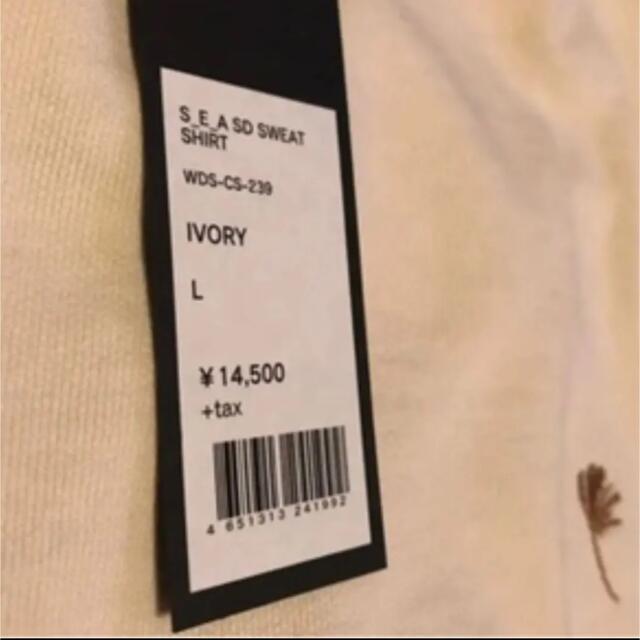 S_E_A SD SWEAT
SHIRT
WDS-CS-239
IVORY
L
¥14,500
+tax
4 651313 241992